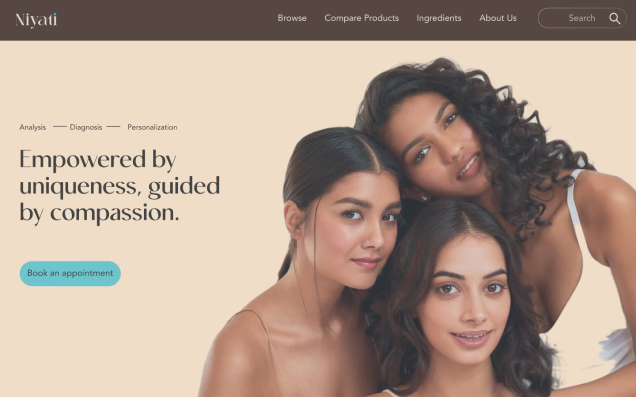 Niyati
Browse
Compare Products
Ingredients
About Us
Search
Analysis
Diagnosis
Personalization
Empowered by
uniqueness, guided
by compassion.
Book an appointment